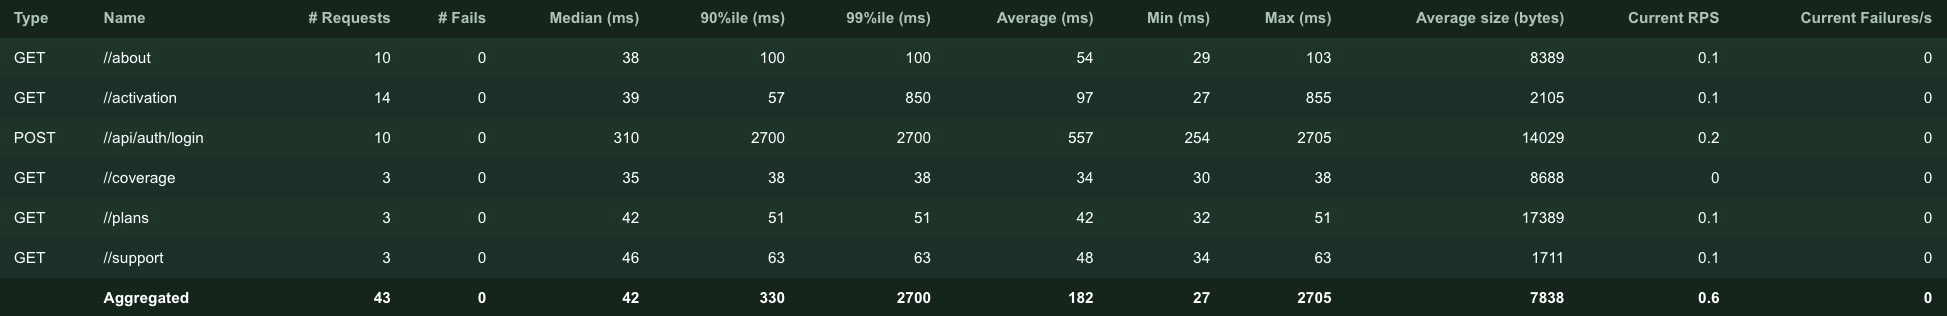 Type Name # Requests # Fails Median (ms) 90%ile (ms) 99%ile (ms) Average (ms) Min (ms) Max (ms) Average size (bytes) Current RPS Current Failures/s
GET //about 10 0 38 100 100 54 29 103 8389 0.1 0
GET //activation 14 0 39 57 850 97 27 855 2105 0.1 0
POST //api/auth/login 10 0 310 2700 2700 557 254 2705 14029 0.2 0
GET //coverage 3 0 35 38 38 34 30 38 8688 0 0
GET //plans 3 0 42 51 51 42 32 51 17389 0.1 0
GET //support 3 0 46 63 63 48 34 63 1711 0.1 0
Aggregated 43 0 42 330 2700 182 27 2705 7838 0.6 0